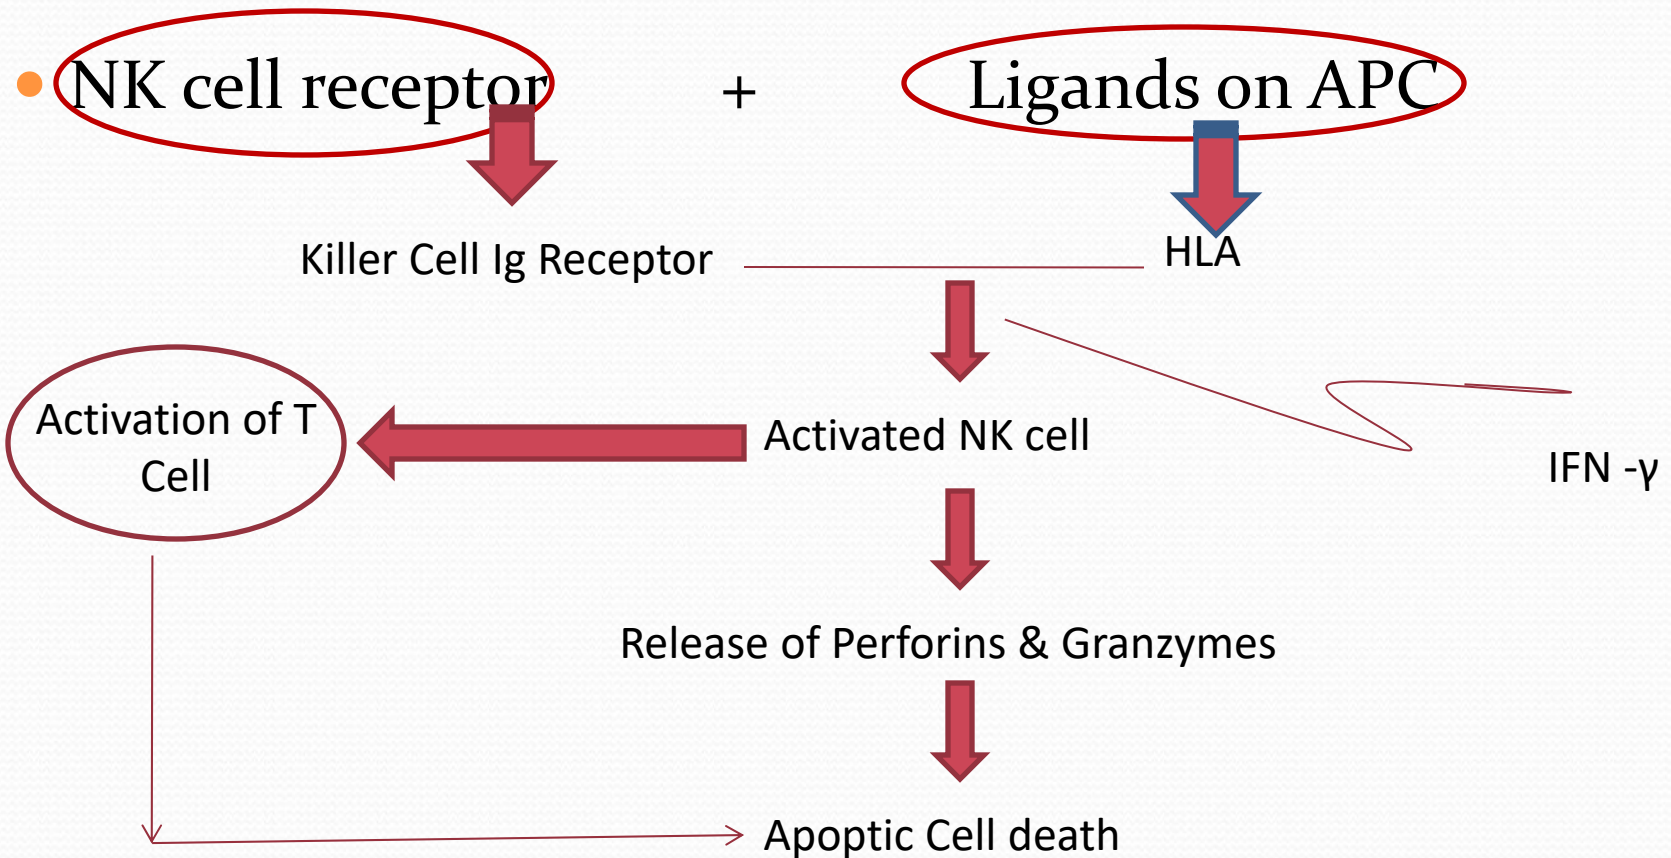 NK cell receptor + Ligands on APC
Killer Cell Ig Receptor HLA
Activation of T
Cell
Activated NK cell
IFN -γ
Release of Perforins & Granzymes
Apoptic Cell death